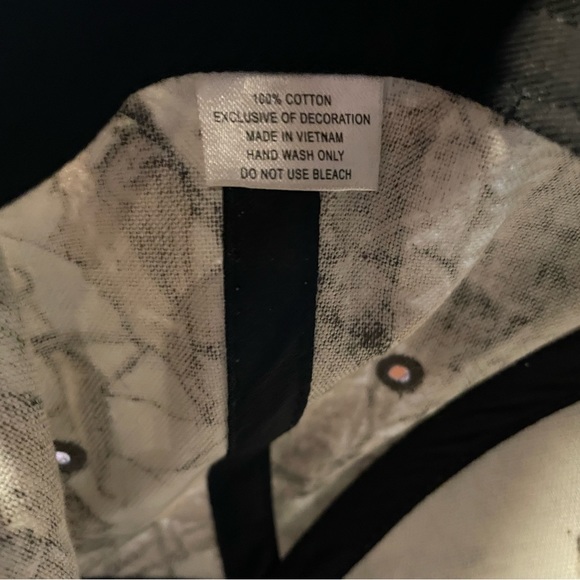 100% COTTON
EXCLUSIVE OF DECORATION
MADE IN VIETNAM
HAND WASH ONLY
DO NOT USE BLEACH